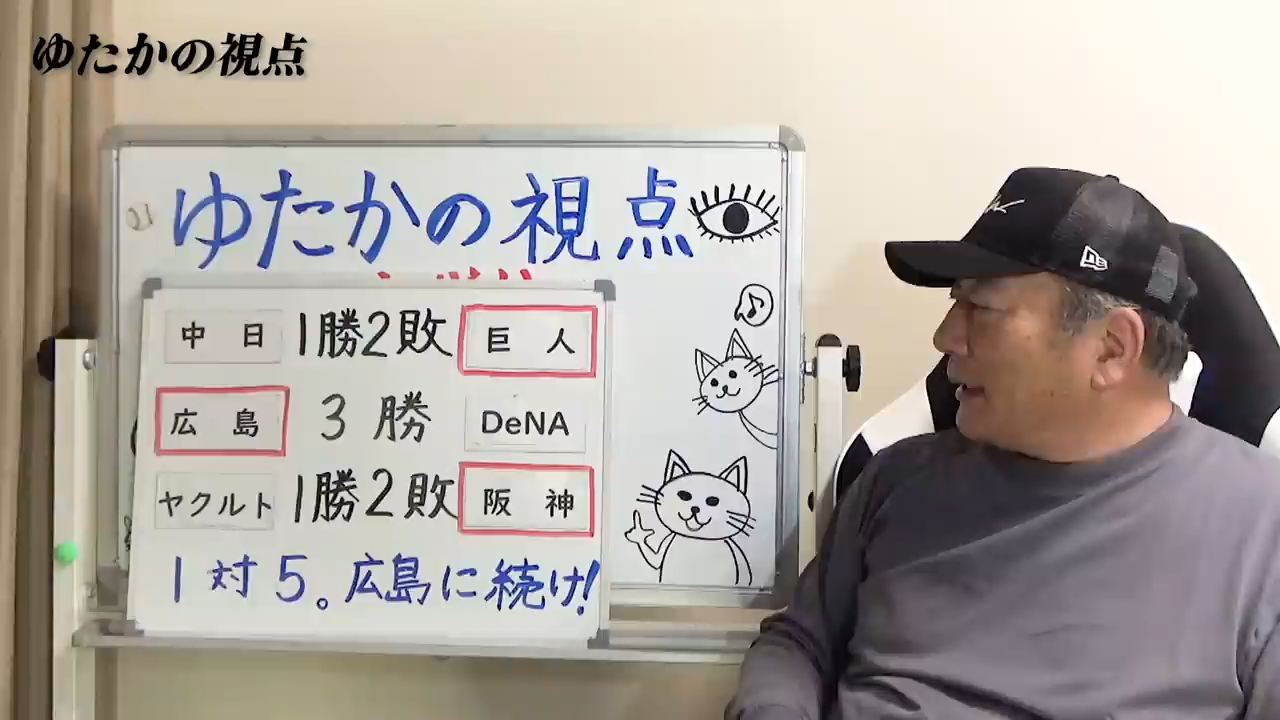 ゆたかの視点
ゆたかの視点
中日 1勝2敗 巨人
広島 3勝 DeNA
ヤクルト 1勝2敗 阪神
1対5。広島に続け!